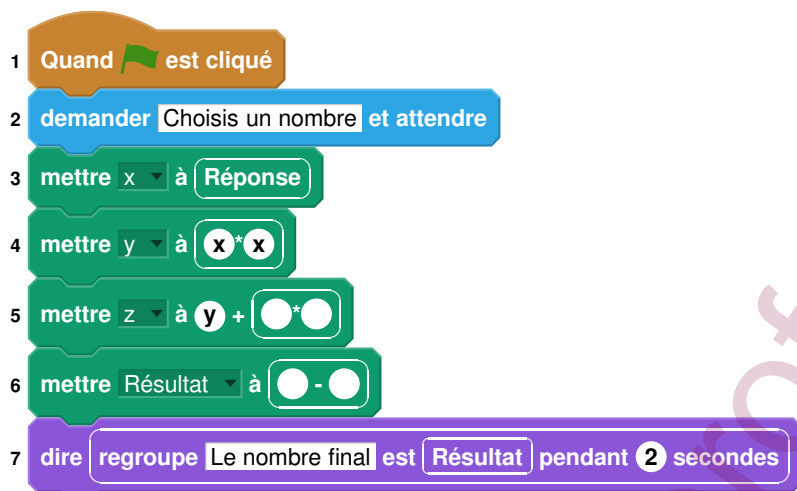 1 Quand est cliqué
2 demander Choisis un nombre et attendre
3 mettre x à Réponse
4 mettre y à x * x
5 mettre z à y + *
6 mettre Résultat à -
7 dire regroupe Le nombre final est Résultat pendant 2 secondes
prof